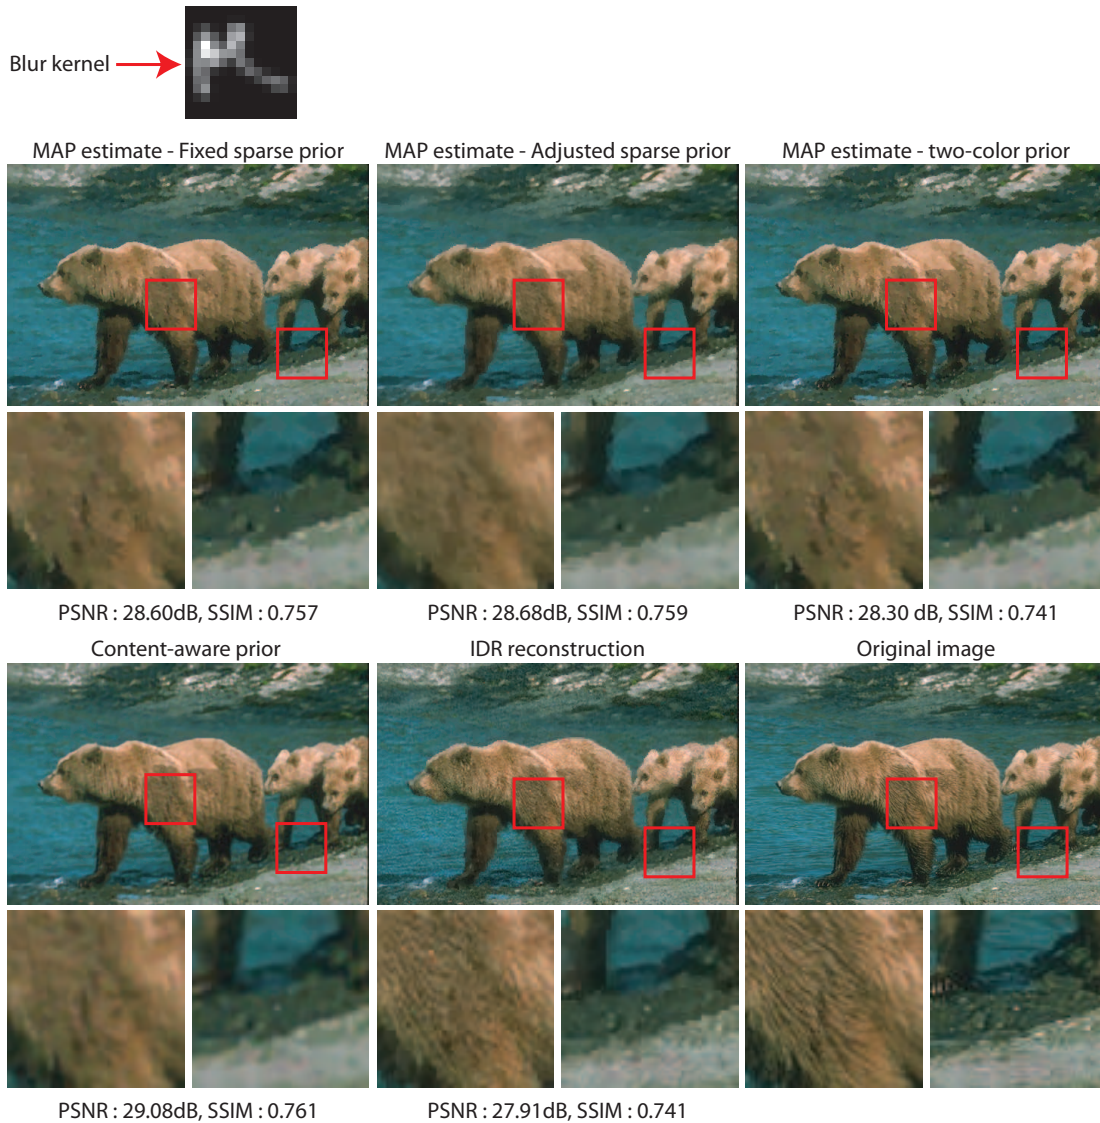 Blur kernel
MAP estimate - Fixed sparse prior
MAP estimate - Adjusted sparse prior
MAP estimate - two-color prior
PSNR : 28.60dB, SSIM : 0.757
PSNR : 28.68dB, SSIM : 0.759
PSNR : 28.30 dB, SSIM : 0.741
Content-aware prior
IDR reconstruction
Original image
PSNR : 29.08dB, SSIM : 0.761
PSNR : 27.91dB, SSIM : 0.741